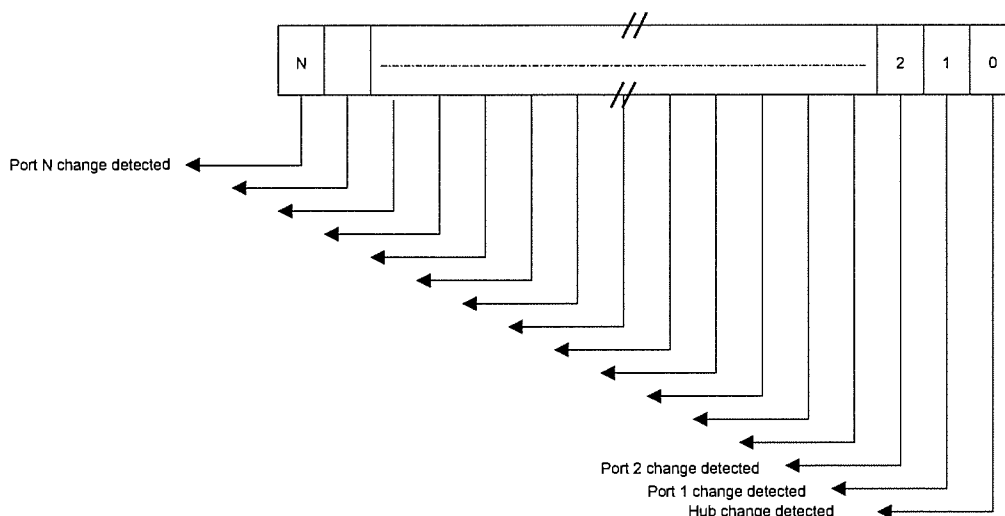 N 2 1 0
Port N change detected
Port 2 change detected
Port 1 change detected
Hub change detected